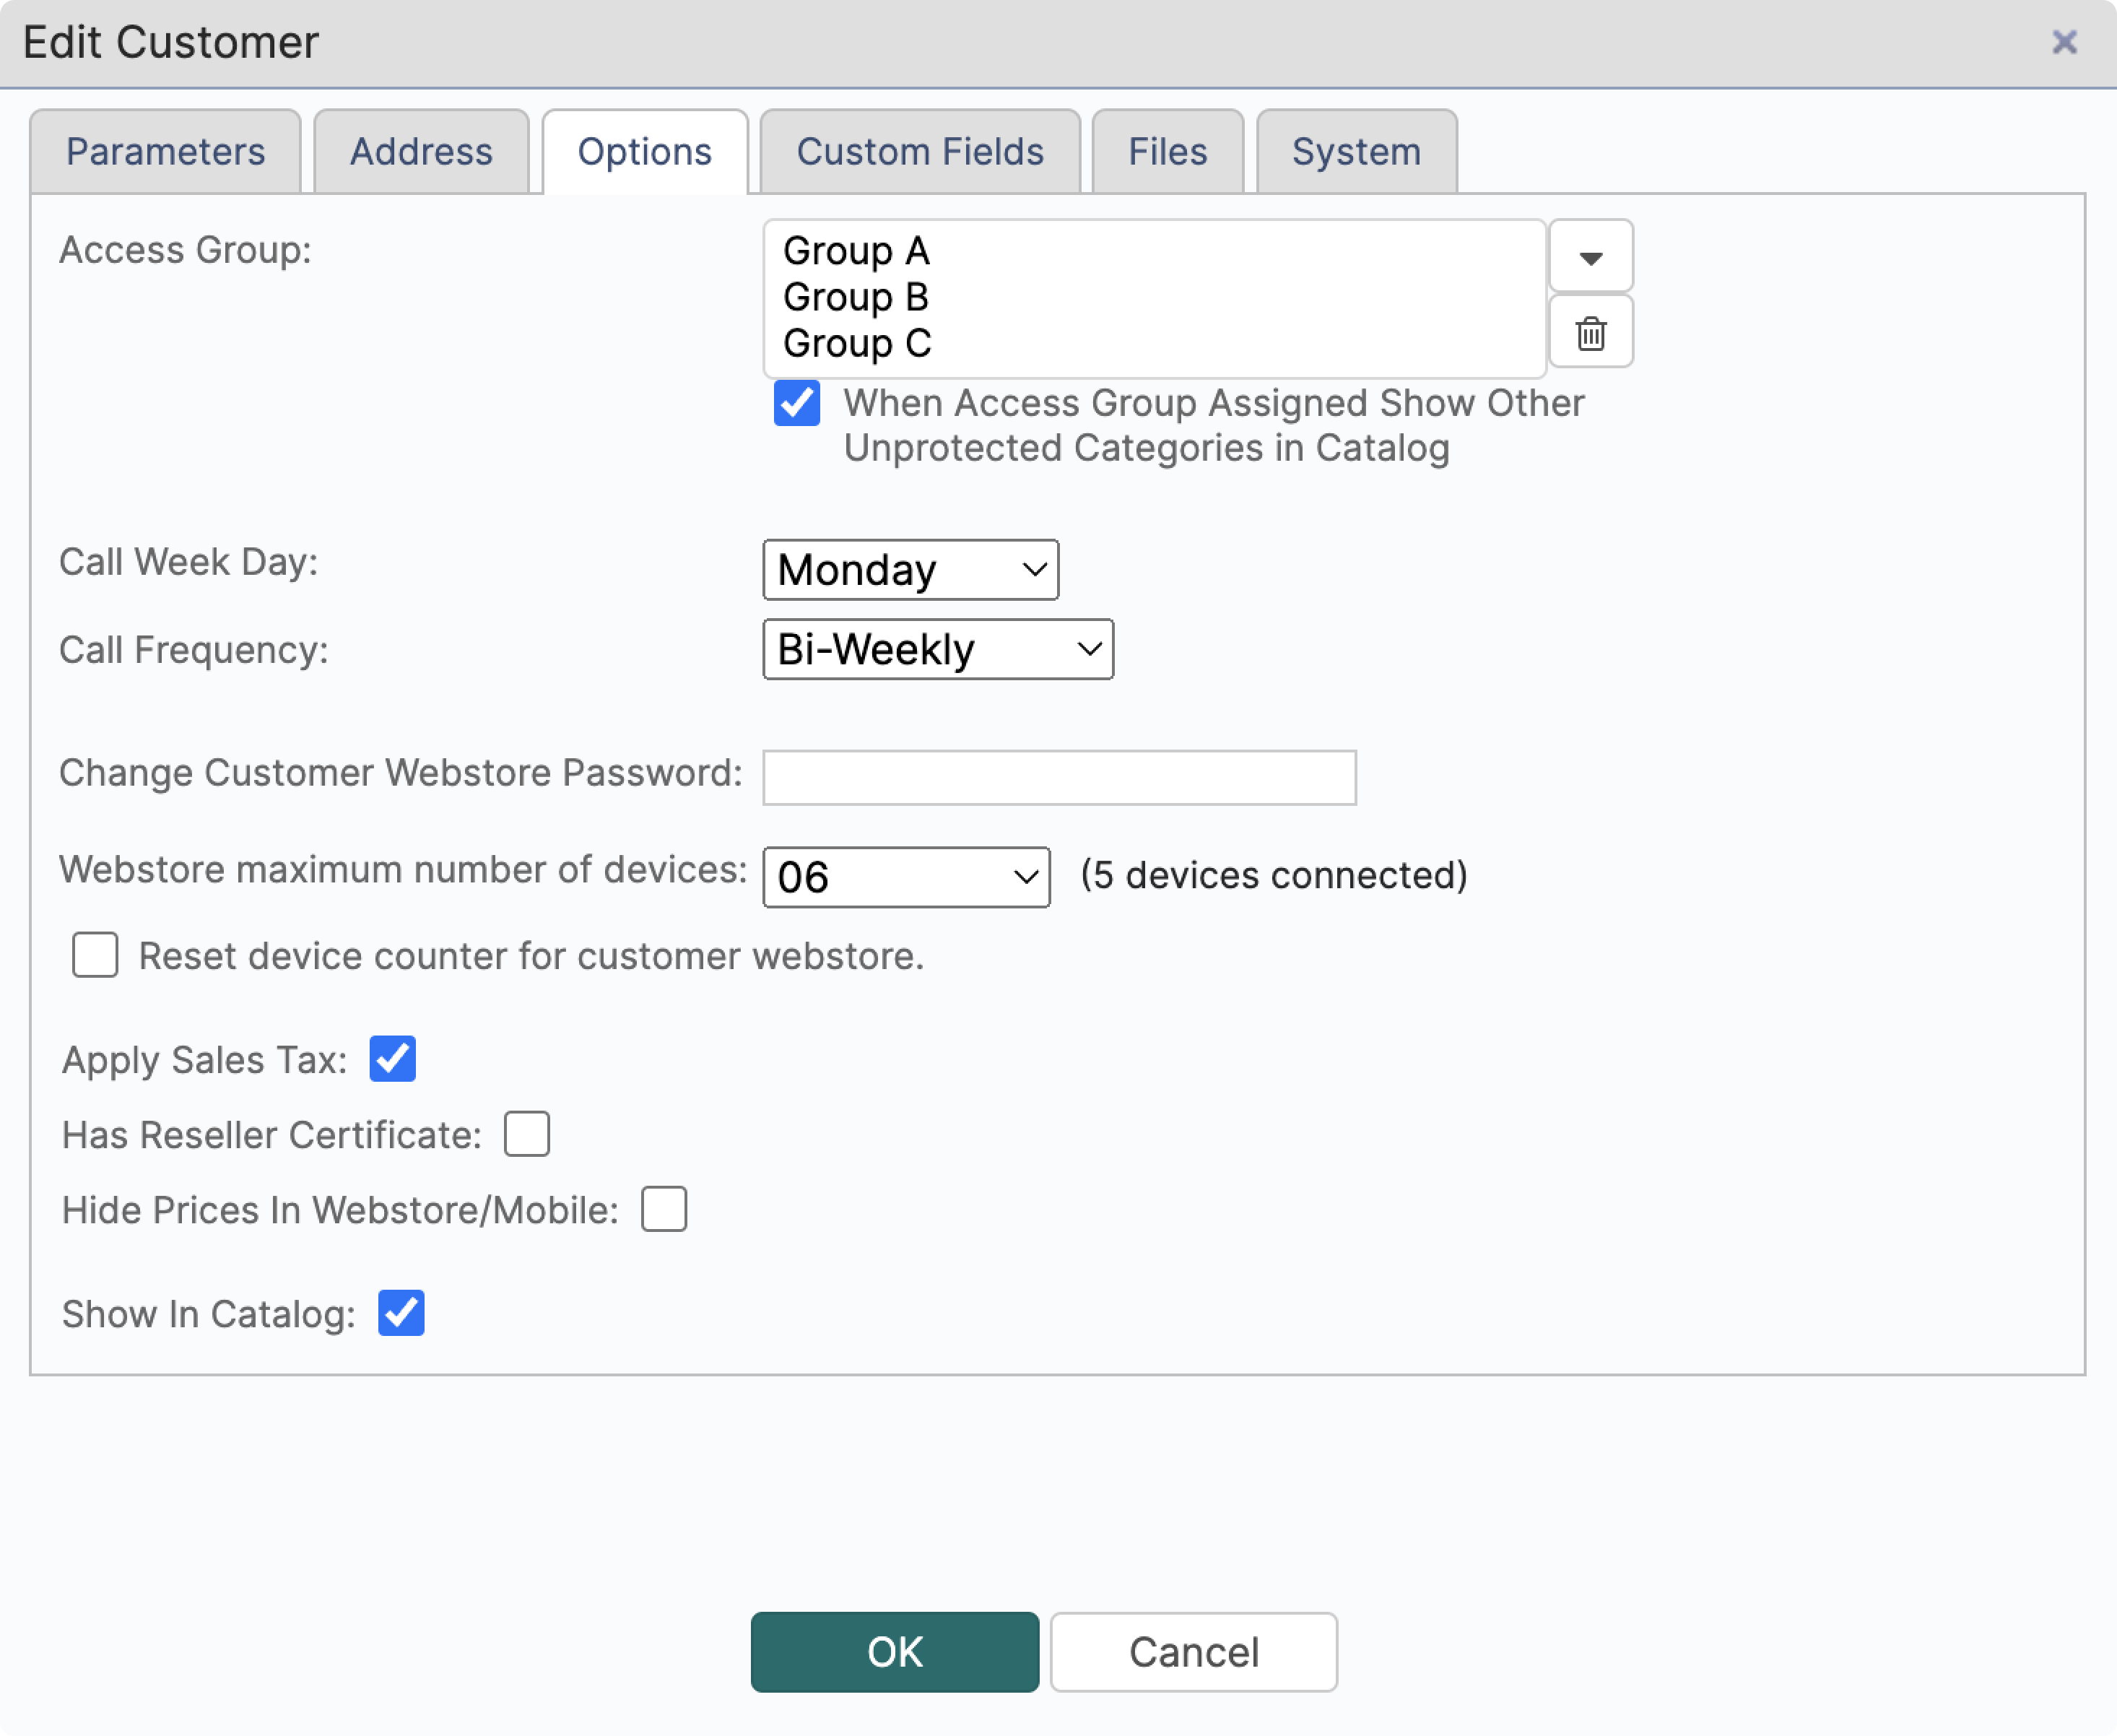 Edit Customer
Parameters Address Options Custom Fields Files System
Access Group:
Group A
Group B
Group C
When Access Group Assigned Show Other
Unprotected Categories in Catalog
Call Week Day: Monday
Call Frequency: Bi-Weekly
Change Customer Webstore Password:
Webstore maximum number of devices: 06 (5 devices connected)
Reset device counter for customer webstore.
Apply Sales Tax:
Has Reseller Certificate:
Hide Prices In Webstore/Mobile:
Show In Catalog:
OK Cancel